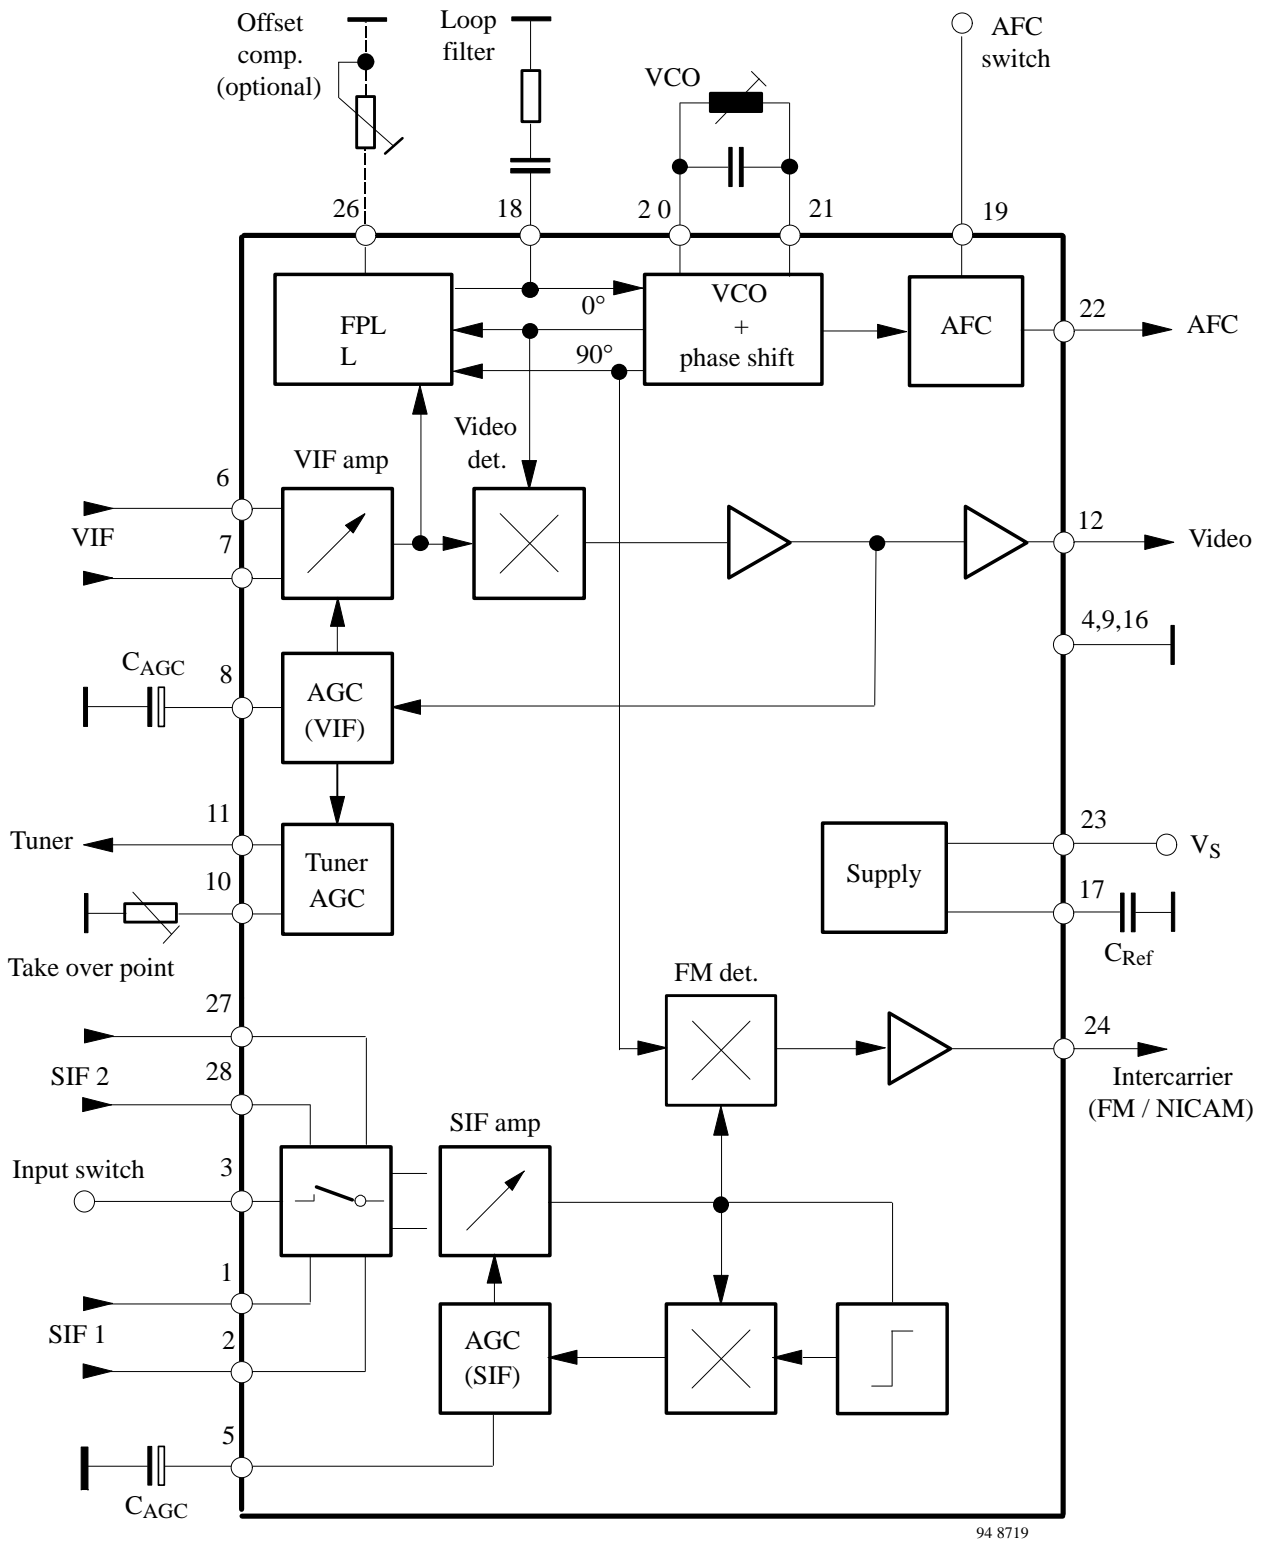 Offset
comp.
(optional)
Loop
filter
VCO
AFC
switch
26
18
2 0
21
19
FPL
L
0°
90°
VCO
+
phase shift
AFC
22
AFC
Video
det.
VIF amp
6
VIF
7
12
Video
4,9,16
CAGC
8
AGC
(VIF)
11
Tuner
10
Tuner
AGC
Take over point
Supply
23
VS
17
CRef
FM det.
27
SIF 2
28
24
Intercarrier
(FM / NICAM)
SIF amp
Input switch
3
1
SIF 1
2
AGC
(SIF)
5
CAGC
94 8719